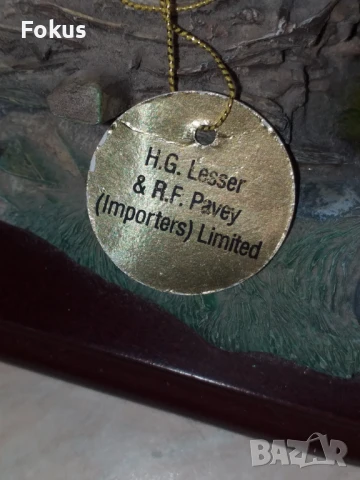 Fokus
H.G. Lesser
& R.F. Pavey
(Importers) Limited
BAZAR